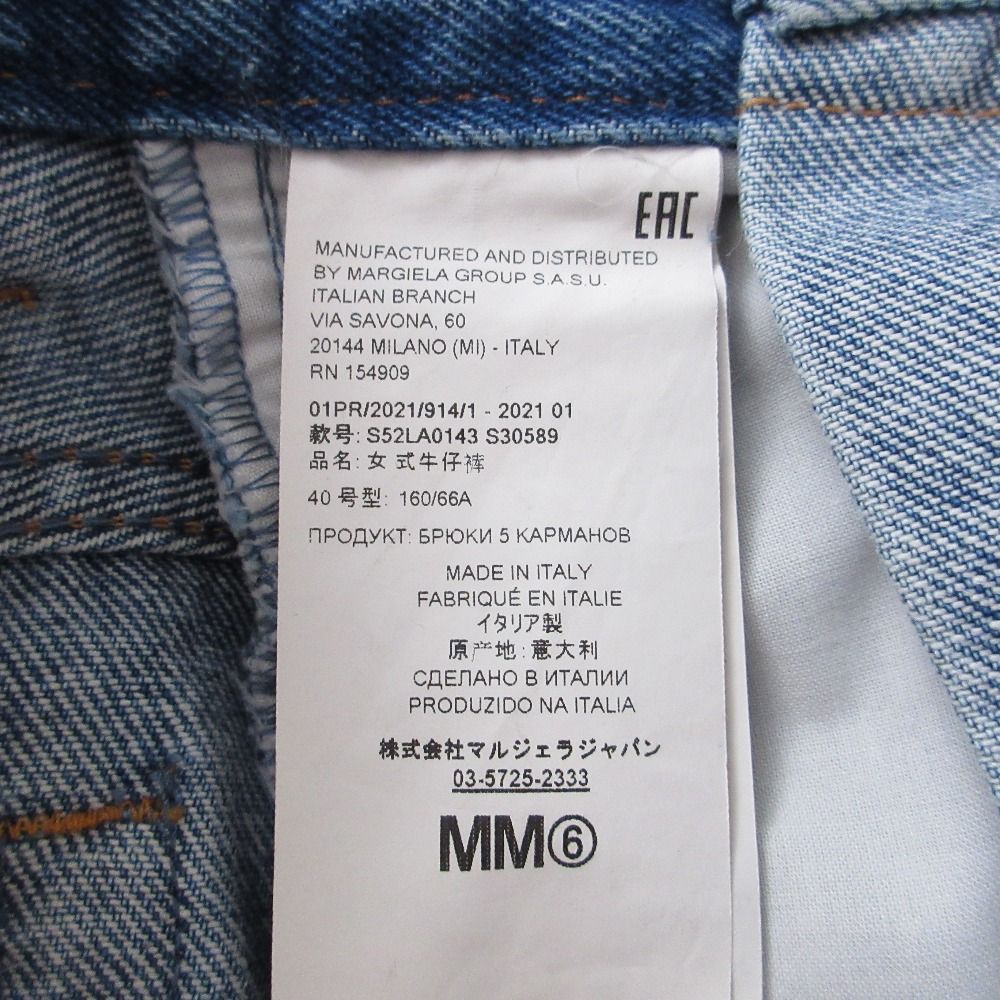 EAC
MANUFACTURED AND DISTRIBUTED
BY MARGIELA GROUP S.A.S.U.
ITALIAN BRANCH
VIA SAVONA, 60
20144 MILANO (MI) - ITALY
RN 154909
01PR/2021/914/1 - 2021 01
款号: S52LA0143 S30589
品名: 女 式牛仔裤
40 号型: 160/66A
ПРОДУКТ: БРЮКИ 5 КАРМАНОВ
MADE IN ITALY
FABRIQUÉ EN ITALIE
イタリア製
原产地: 意大利
СДЕЛАНО В ИТАЛИИ
PRODUZIDO NA ITALIA
株式会社マルジェラジャパン
03-5725-2333
MM⑥